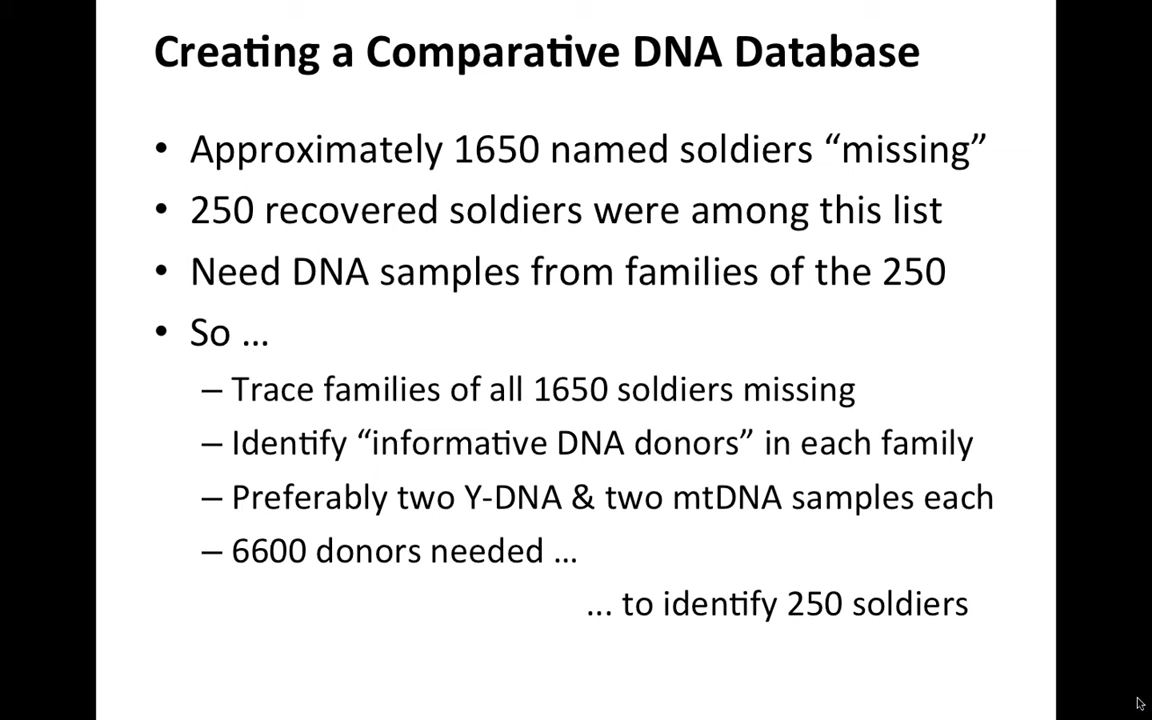 Creating a Comparative DNA Database
• Approximately 1650 named soldiers “missing”
• 250 recovered soldiers were among this list
• Need DNA samples from families of the 250
• So …
– Trace families of all 1650 soldiers missing
– Identify “informative DNA donors” in each family
– Preferably two Y-DNA & two mtDNA samples each
– 6600 donors needed …
… to identify 250 soldiers